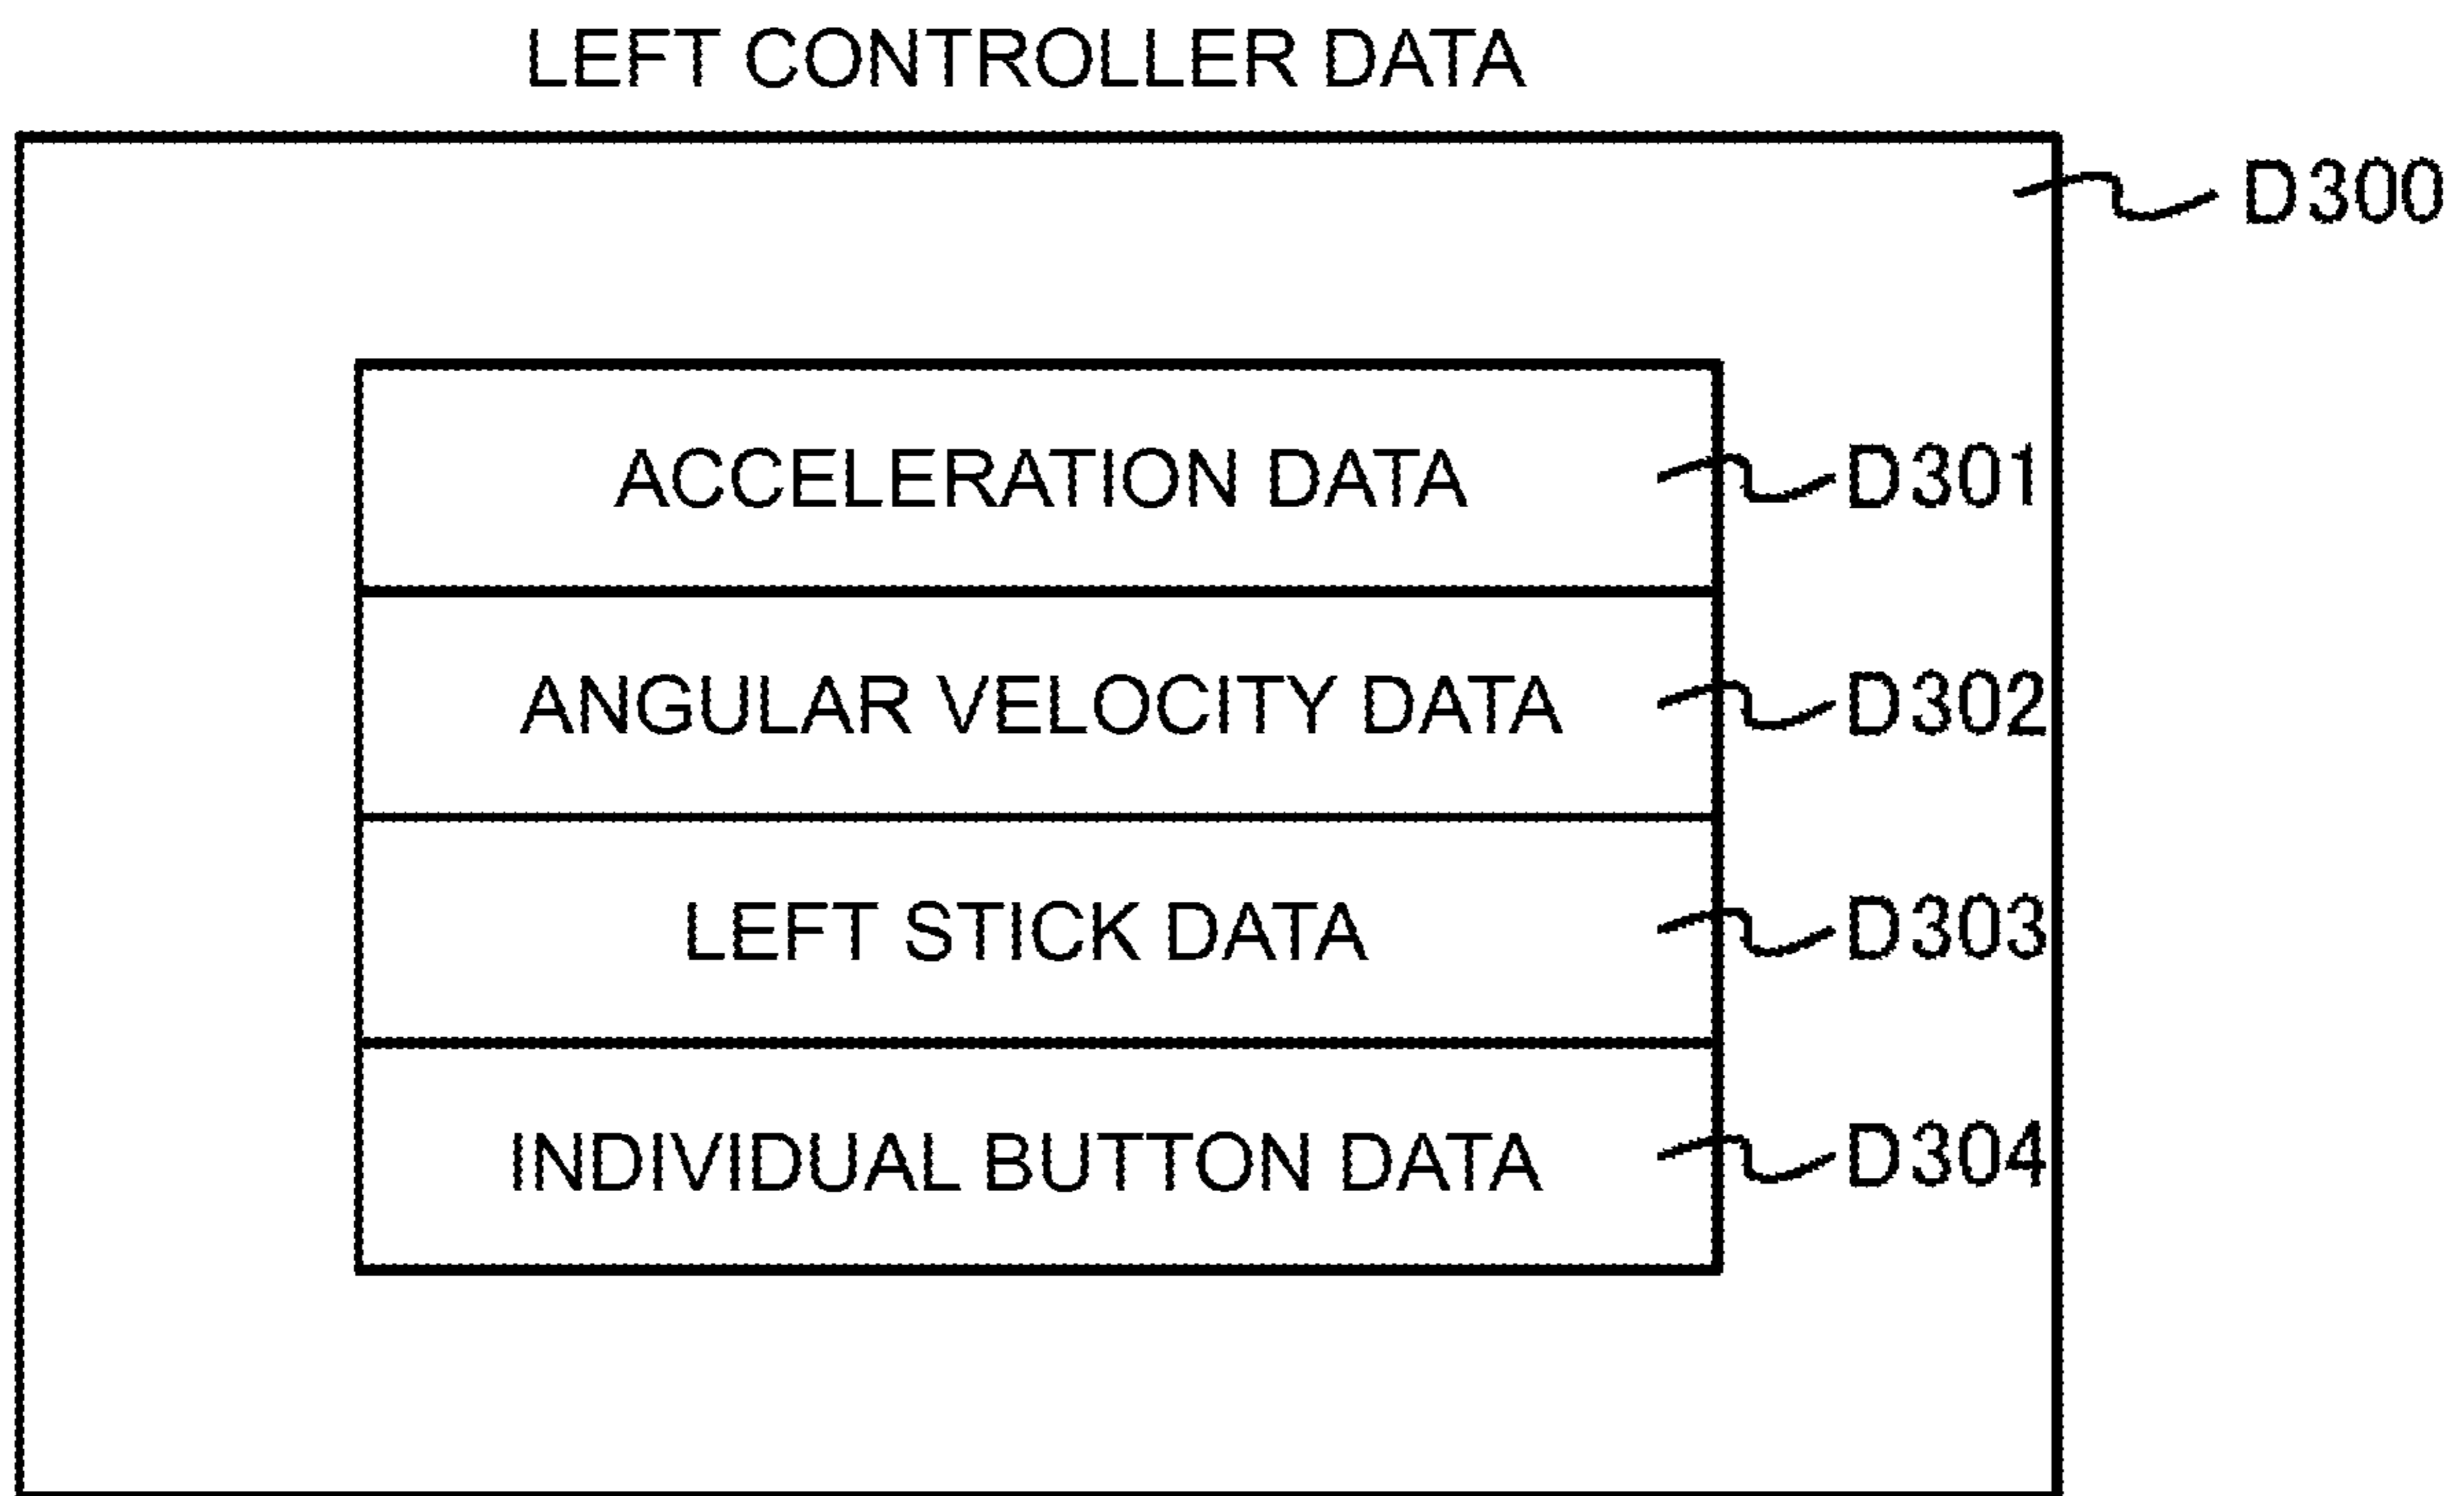 LEFT CONTROLLER DATA
D300
ACCELERATION DATA D301
ANGULAR VELOCITY DATA D302
LEFT STICK DATA D303
INDIVIDUAL BUTTON DATA D304